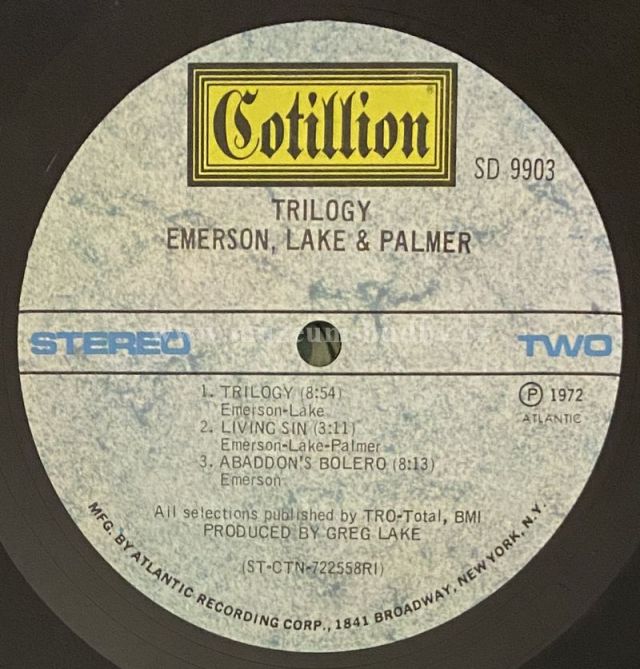 Cotillion®
SD 9903
TRILOGY
EMERSON, LAKE & PALMER
STEREO
TWO
1. TRILOGY (8:54)
Emerson-Lake
2. LIVING SIN (3:11)
Emerson-Lake-Palmer
3. ABADDON'S BOLERO (8:13)
Emerson
Ⓟ 1972
ATLANTIC
All selections published by TRO-Total, BMI
PRODUCED BY GREG LAKE
(ST-CTN-722558RI)
MFG. BY ATLANTIC RECORDING CORP., 1841 BROADWAY, NEW YORK, N.Y.